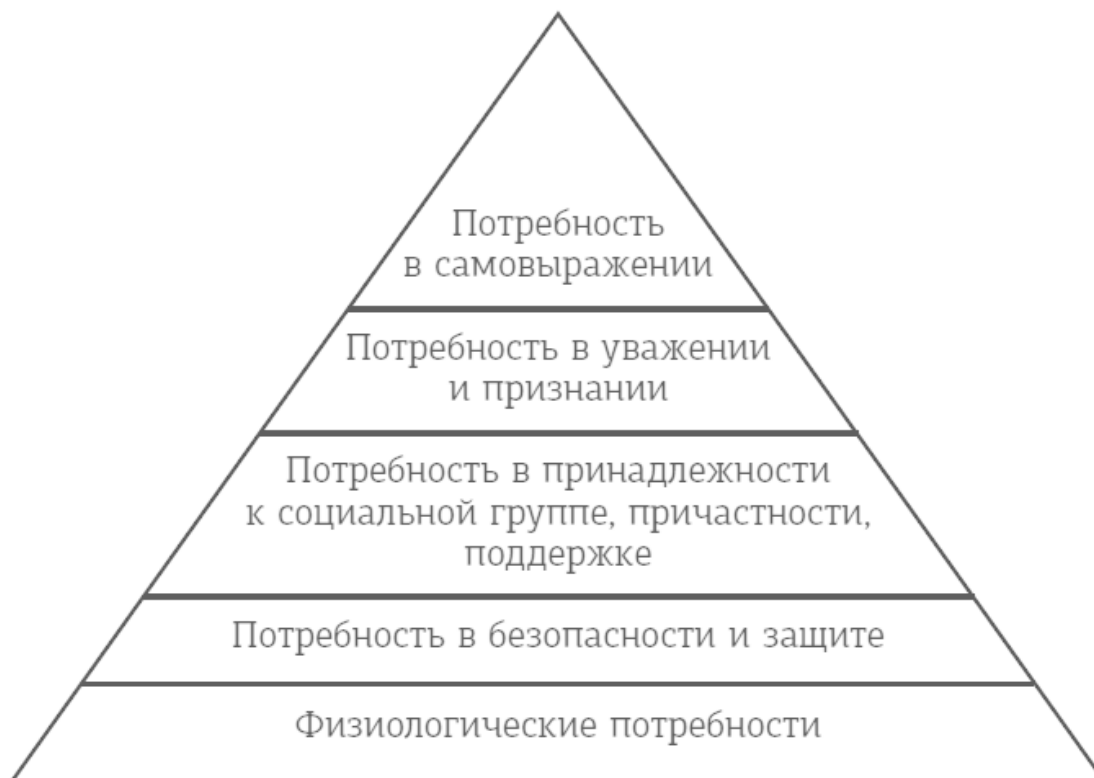 Потребность
в самовыражении
Потребность в уважении
и признании
Потребность в принадлежности
к социальной группе, причастности,
поддержке
Потребность в безопасности и защите
Физиологические потребности